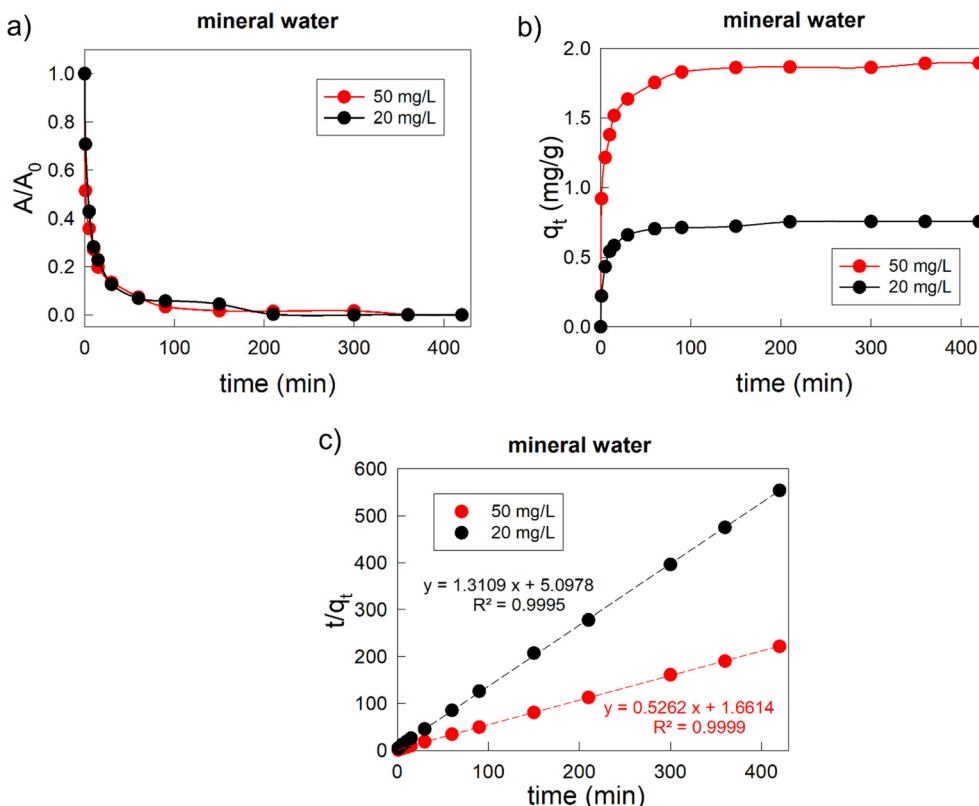 a)
mineral water
1.0
0.8
0.6
0.4
0.2
0.0
A/A₀
50 mg/L
20 mg/L
0 100 200 300 400
time (min)
b)
mineral water
2.0
1.5
1.0
0.5
0.0
qₜ (mg/g)
50 mg/L
20 mg/L
0 100 200 300 400
time (min)
c)
mineral water
600
500
400
300
200
100
0
t/qₜ
50 mg/L
20 mg/L
y = 1.3109 x + 5.0978
R² = 0.9995
y = 0.5262 x + 1.6614
R² = 0.9999
0 100 200 300 400
time (min)